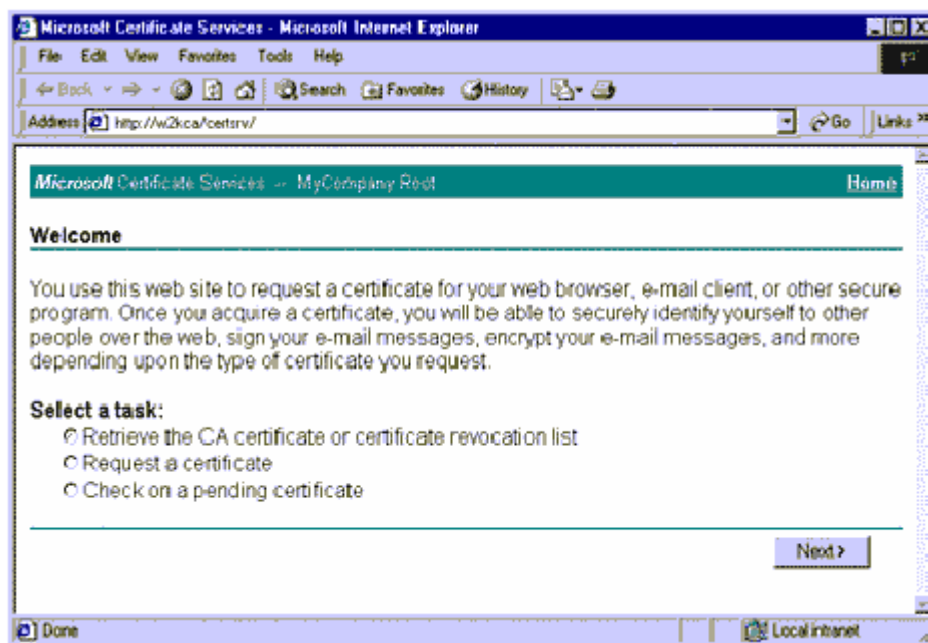 Microsoft Certificate Services - Microsoft Internet Explorer
File Edit View Favorites Tools Help
Back Search Favorites History
Address http://w2kca/certsrv/ Go Links »
Microsoft Certificate Services -- MyCompany Root Home
Welcome
You use this web site to request a certificate for your web browser, e-mail client, or other secure
program. Once you acquire a certificate, you will be able to securely identify yourself to other
people over the web, sign your e-mail messages, encrypt your e-mail messages, and more
depending upon the type of certificate you request.
Select a task:
Retrieve the CA certificate or certificate revocation list
Request a certificate
Check on a pending certificate
Next >
Done Local intranet